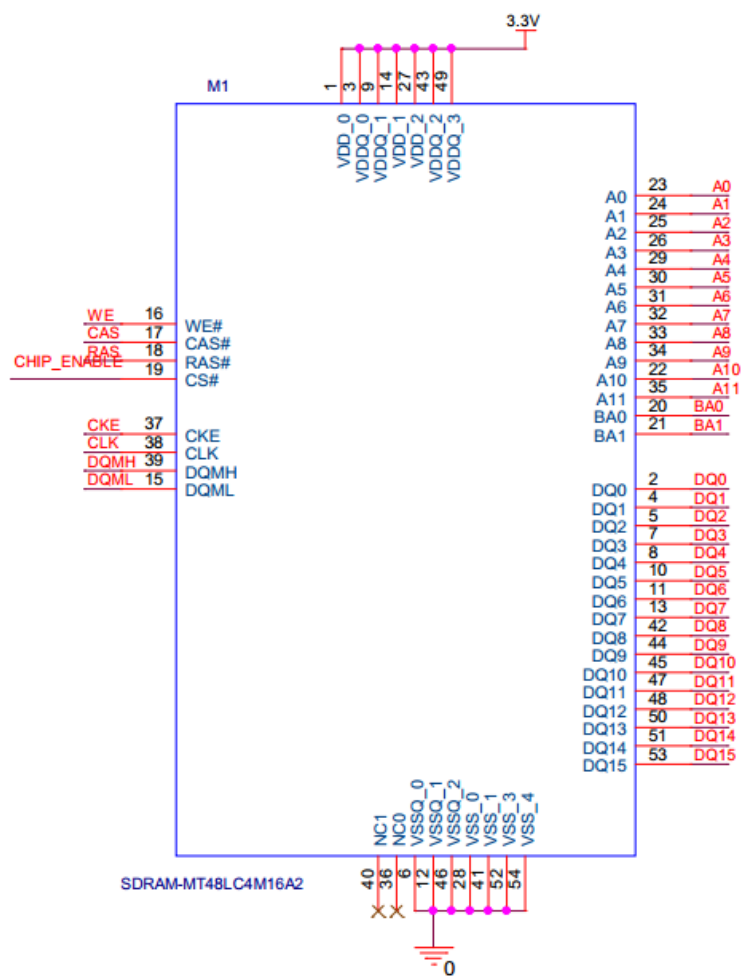 3.3V
M1
1 3 9 14 27 43 49
VDD_0 VDDQ_0 VDDQ_1 VDD_1 VDD_2 VDDQ_2 VDDQ_3
A0 23 A0
A1 24 A1
A2 25 A2
A3 26 A3
A4 29 A4
A5 30 A5
A6 31 A6
WE 16 WE# A7 32 A7
CAS 17 CAS# A8 33 A8
RAS 18 RAS# A9 34 A9
CHIP_ENABLE 19 CS# A10 22 A10
A11 35 A11
CKE 37 CKE BA0 20 BA0
CLK 38 CLK BA1 21 BA1
DQMH 39 DQMH
DQML 15 DQML DQ0 2 DQ0
DQ1 4 DQ1
DQ2 5 DQ2
DQ3 7 DQ3
DQ4 8 DQ4
DQ5 10 DQ5
DQ6 11 DQ6
DQ7 13 DQ7
DQ8 42 DQ8
DQ9 44 DQ9
DQ10 45 DQ10
DQ11 47 DQ11
DQ12 48 DQ12
DQ13 50 DQ13
DQ14 51 DQ14
DQ15 53 DQ15
NC1 NC0 VSSQ_0 VSSQ_1 VSSQ_2 VSS_0 VSS_1 VSS_3 VSS_4
SDRAM-MT48LC4M16A2
40 36 6 12 46 28 41 52 54
0